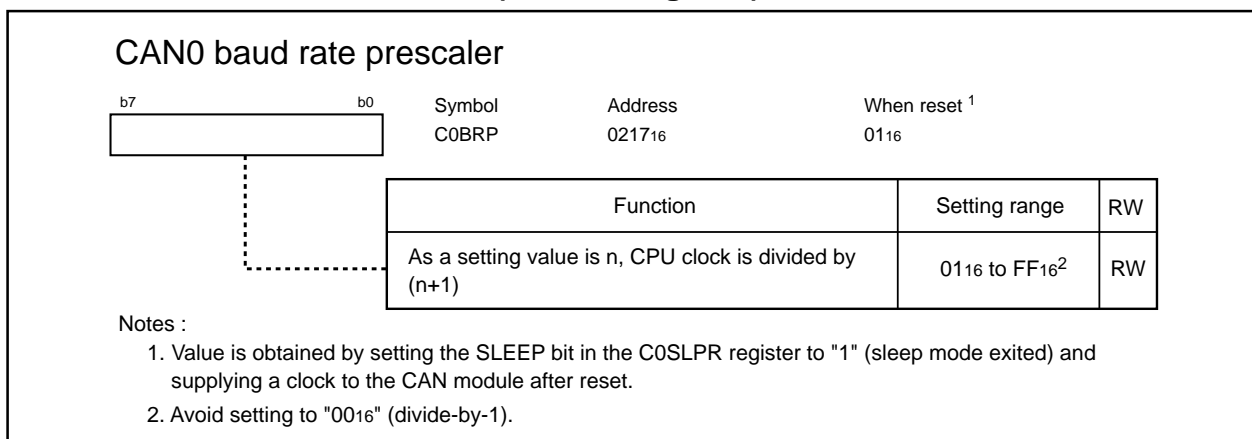 CAN0 baud rate prescaler
b7 b0 Symbol Address When reset 1
C0BRP 021716 0116
Function Setting range RW
As a setting value is n, CPU clock is divided by
(n+1) 0116 to FF162 RW
Notes :
1. Value is obtained by setting the SLEEP bit in the C0SLPR register to "1" (sleep mode exited) and
supplying a clock to the CAN module after reset.
2. Avoid setting to "0016" (divide-by-1).